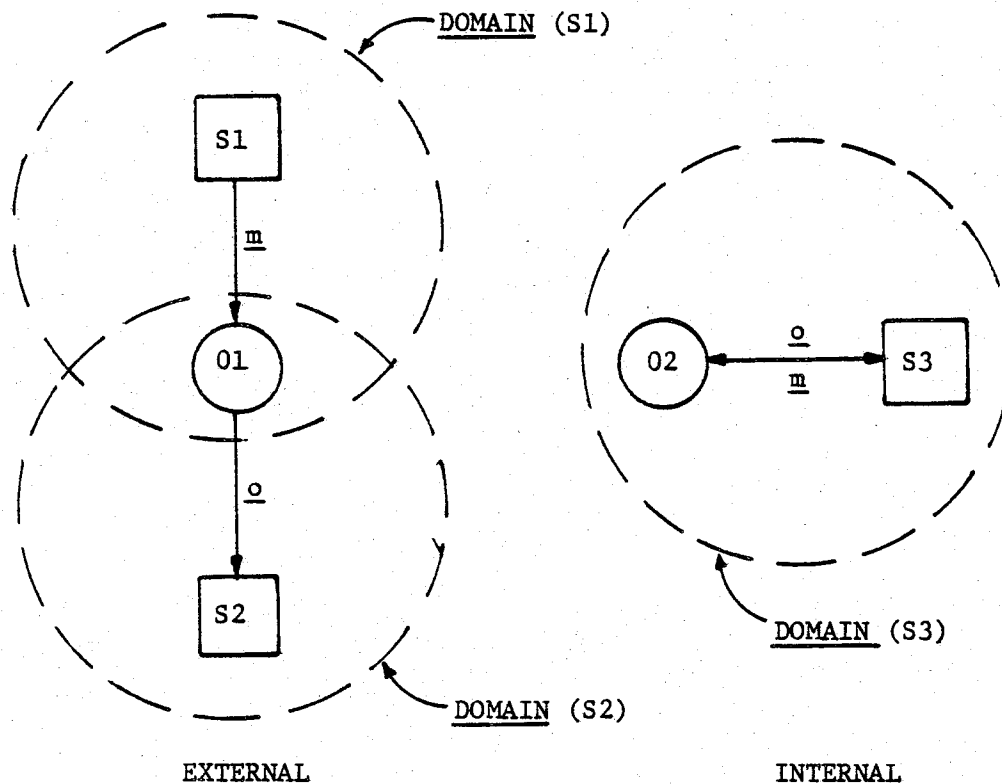 DOMAIN (S1)
S1
m
O1
o
S2
DOMAIN (S2)
EXTERNAL
O2
o
m
S3
DOMAIN (S3)
INTERNAL